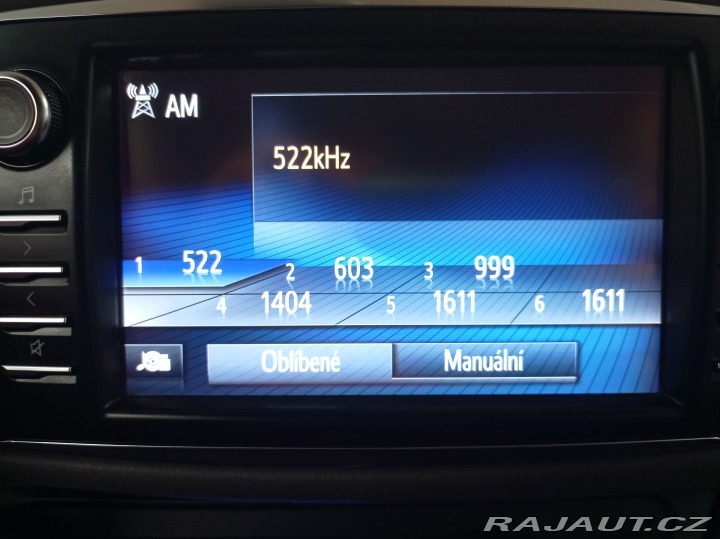 AM
522kHz
1 522 2 603 3 999
4 1404 5 1611 6 1611
Oblíbené Manuální
RAJAUT.CZ